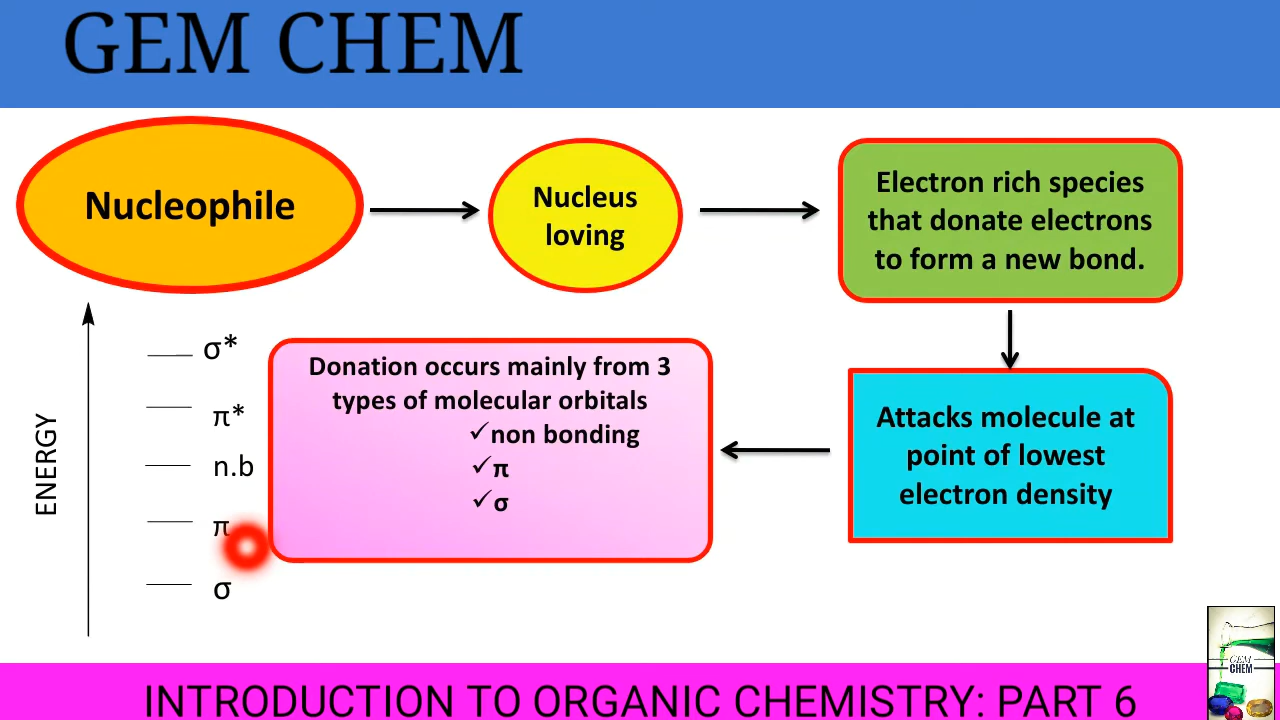 GEM CHEM
Nucleophile
Nucleus
loving
Electron rich species
that donate electrons
to form a new bond.
ENERGY
σ*
π*
n.b
π
σ
Donation occurs mainly from 3
types of molecular orbitals
✓non bonding
✓π
✓σ
Attacks molecule at
point of lowest
electron density
GEM
CHEM
INTRODUCTION TO ORGANIC CHEMISTRY: PART 6